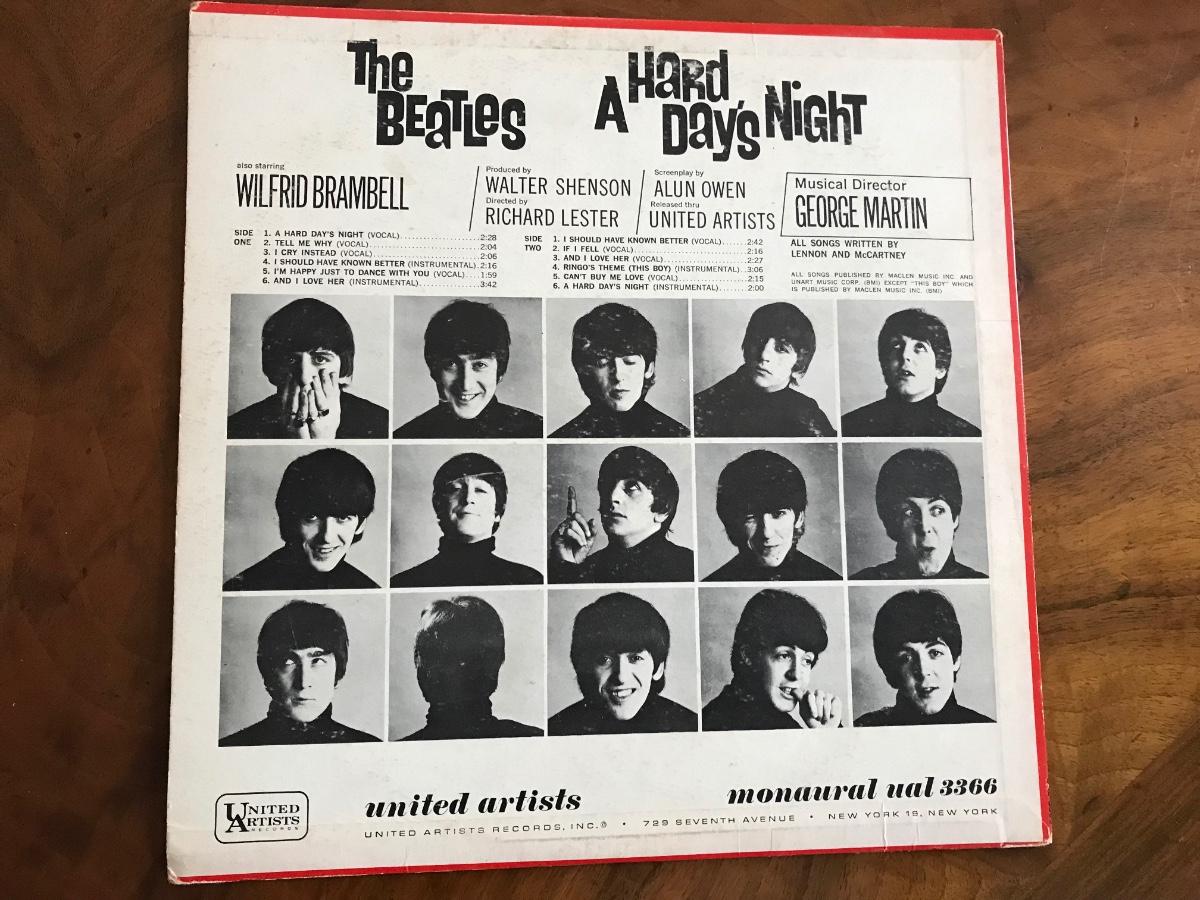 The BEATLES
A HARD DAY'S NIGHT
also starring
WILFRID BRAMBELL
Produced by
WALTER SHENSON
Directed by
RICHARD LESTER
Screenplay by
ALUN OWEN
Released thru
UNITED ARTISTS
Musical Director
GEORGE MARTIN
SIDE ONE
1. A HARD DAY'S NIGHT (VOCAL)....................2:28
2. TELL ME WHY (VOCAL)............................2:04
3. I CRY INSTEAD (VOCAL)..........................2:06
4. I SHOULD HAVE KNOWN BETTER (INSTRUMENTAL).2:16
5. I'M HAPPY JUST TO DANCE WITH YOU (VOCAL)....1:59
6. AND I LOVE HER (INSTRUMENTAL)................3:42
SIDE TWO
1. I SHOULD HAVE KNOWN BETTER (VOCAL).......2:42
2. IF I FELL (VOCAL)..............................2:16
3. AND I LOVE HER (VOCAL)........................2:27
4. RINGO'S THEME (THIS BOY) (INSTRUMENTAL)...3:06
5. CAN'T BUY ME LOVE (VOCAL)...................2:15
6. A HARD DAY'S NIGHT (INSTRUMENTAL).........2:00
ALL SONGS WRITTEN BY
LENNON AND McCARTNEY
ALL SONGS PUBLISHED BY MACLEN MUSIC INC. AND
UNART MUSIC CORP. (BMI) EXCEPT "THIS BOY" WHICH
IS PUBLISHED BY MACLEN MUSIC INC. (BMI)
UNITED ARTISTS RECORDS
united artists
monaural ual 3366
UNITED ARTISTS RECORDS, INC.® • 729 SEVENTH AVENUE • NEW YORK 19, NEW YORK